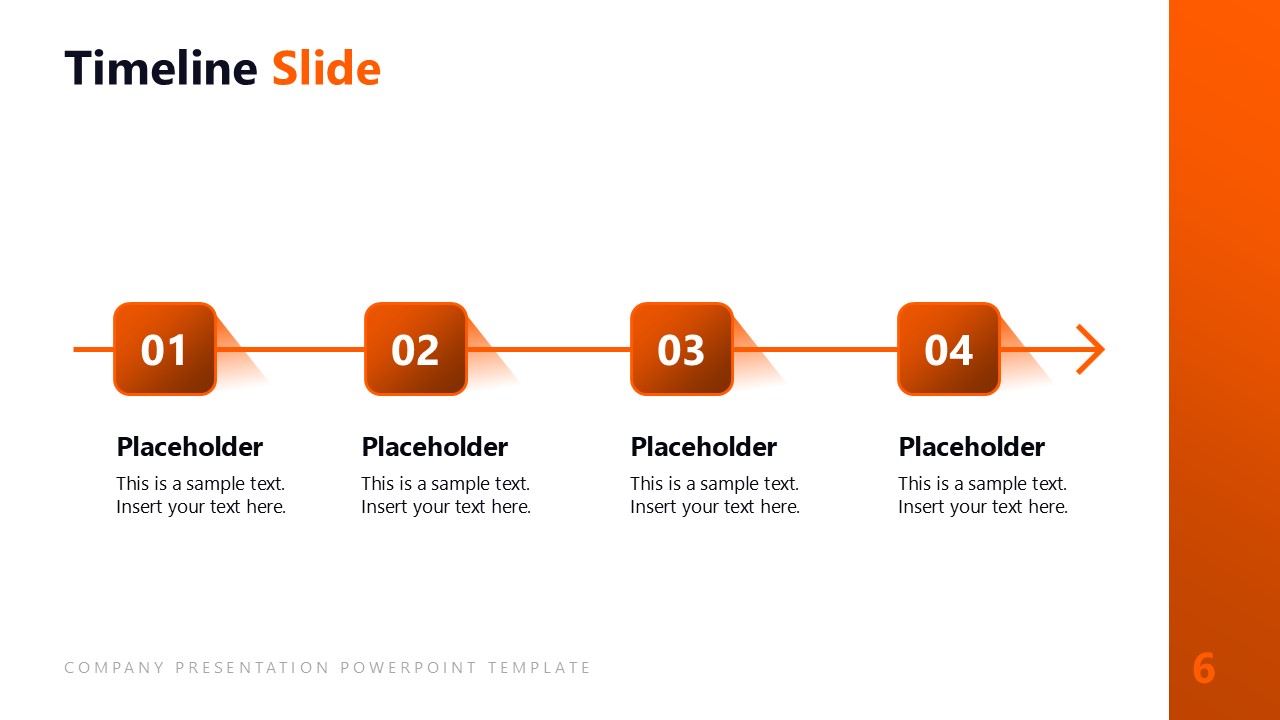 Timeline Slide
01 02 03 04
Placeholder Placeholder Placeholder Placeholder
This is a sample text. This is a sample text. This is a sample text. This is a sample text.
Insert your text here. Insert your text here. Insert your text here. Insert your text here.
COMPANY PRESENTATION POWERPOINT TEMPLATE
6